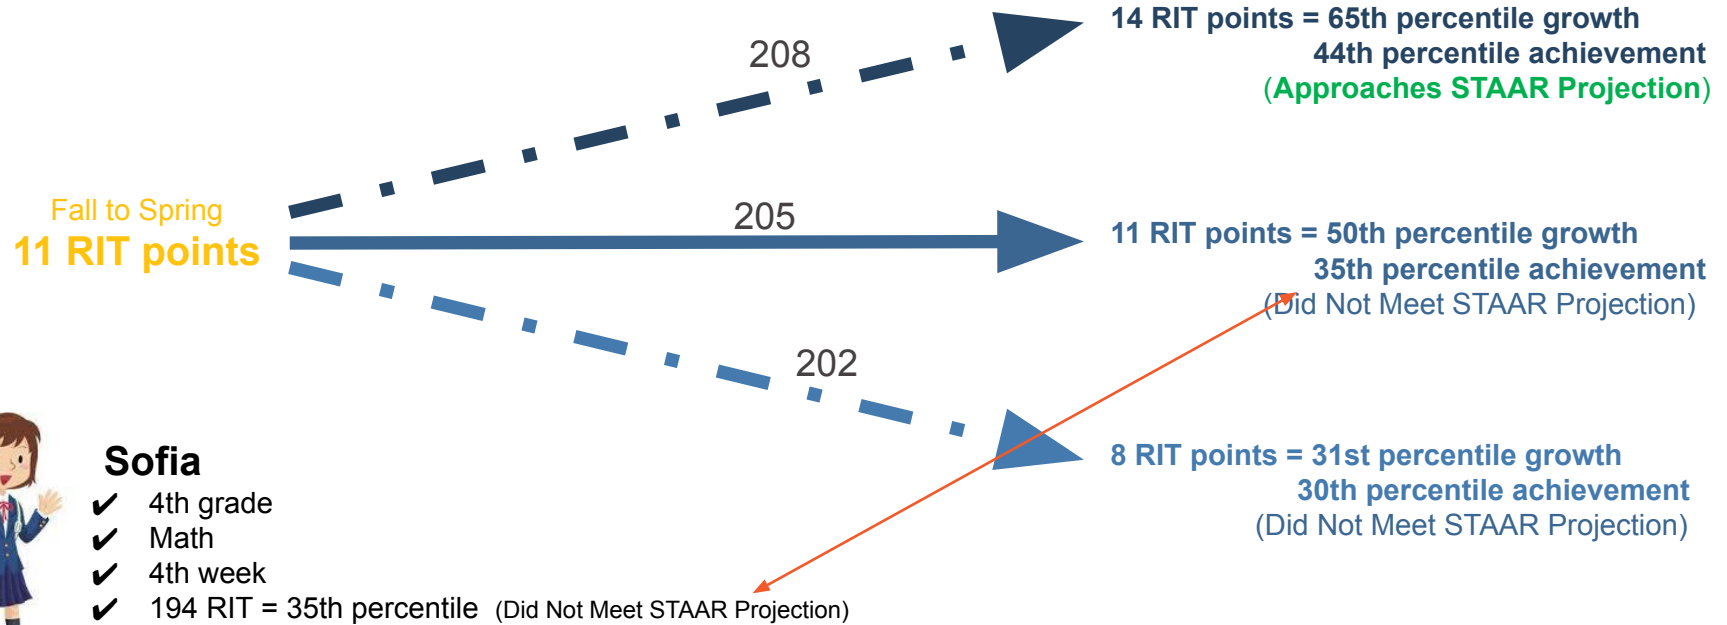 14 RIT points = 65th percentile growth
44th percentile achievement
(Approaches STAAR Projection)
208
Fall to Spring
11 RIT points
205
11 RIT points = 50th percentile growth
35th percentile achievement
(Did Not Meet STAAR Projection)
202
8 RIT points = 31st percentile growth
30th percentile achievement
(Did Not Meet STAAR Projection)
Sofia
✔ 4th grade
✔ Math
✔ 4th week
✔ 194 RIT = 35th percentile (Did Not Meet STAAR Projection)